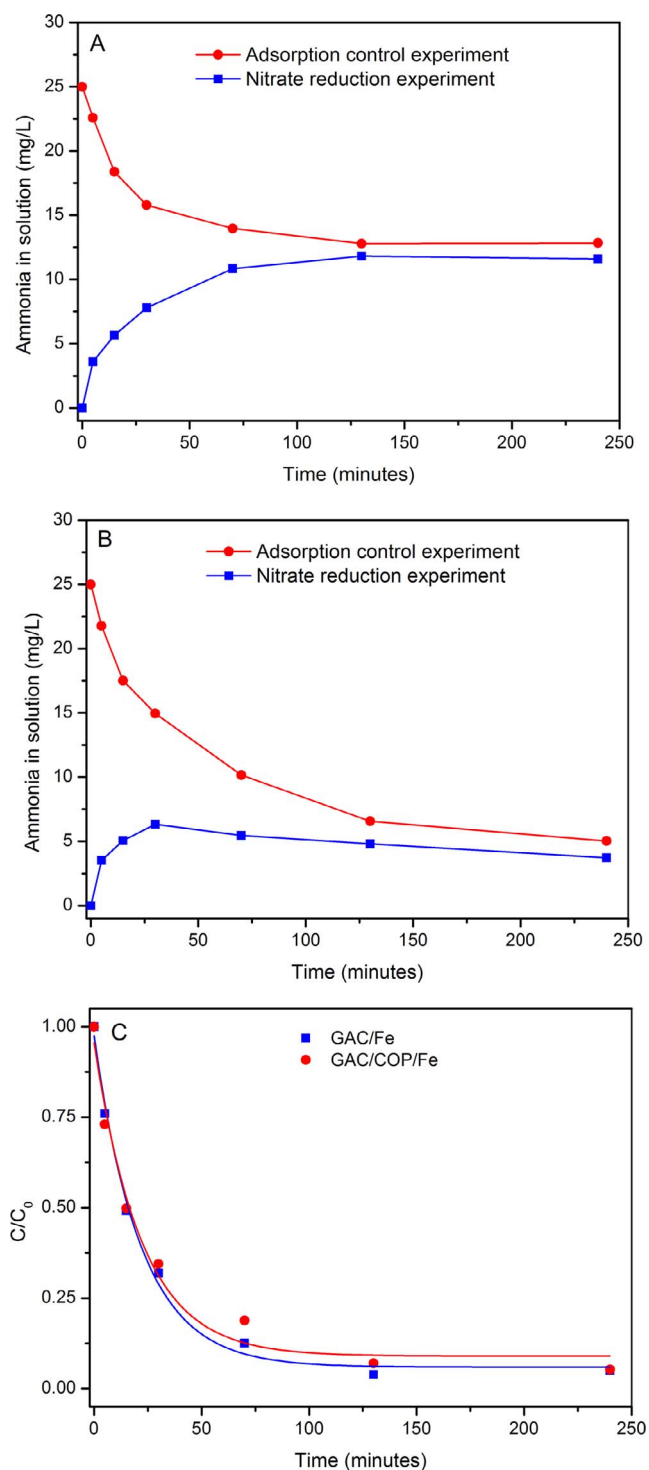 A
Adsorption control experiment
Nitrate reduction experiment
30
25
20
15
10
5
0
Ammonia in solution (mg/L)
0 50 100 150 200 250
Time (minutes)
B
Adsorption control experiment
Nitrate reduction experiment
30
25
20
15
10
5
0
Ammonia in solution (mg/L)
0 50 100 150 200 250
Time (minutes)
C
GAC/Fe
GAC/COP/Fe
1.00
0.75
0.50
0.25
0.00
C/C₀
0 50 100 150 200 250
Time (minutes)